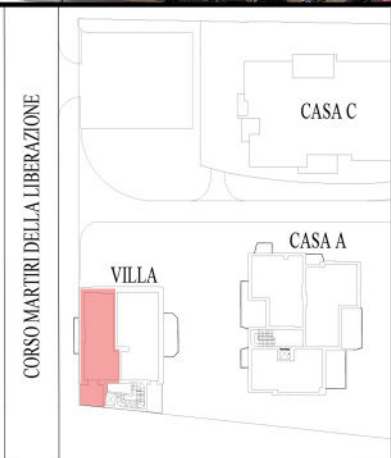 CORSO MARTIRI DELLA LIBERAZIONE
CASA C
CASA A
VILLA